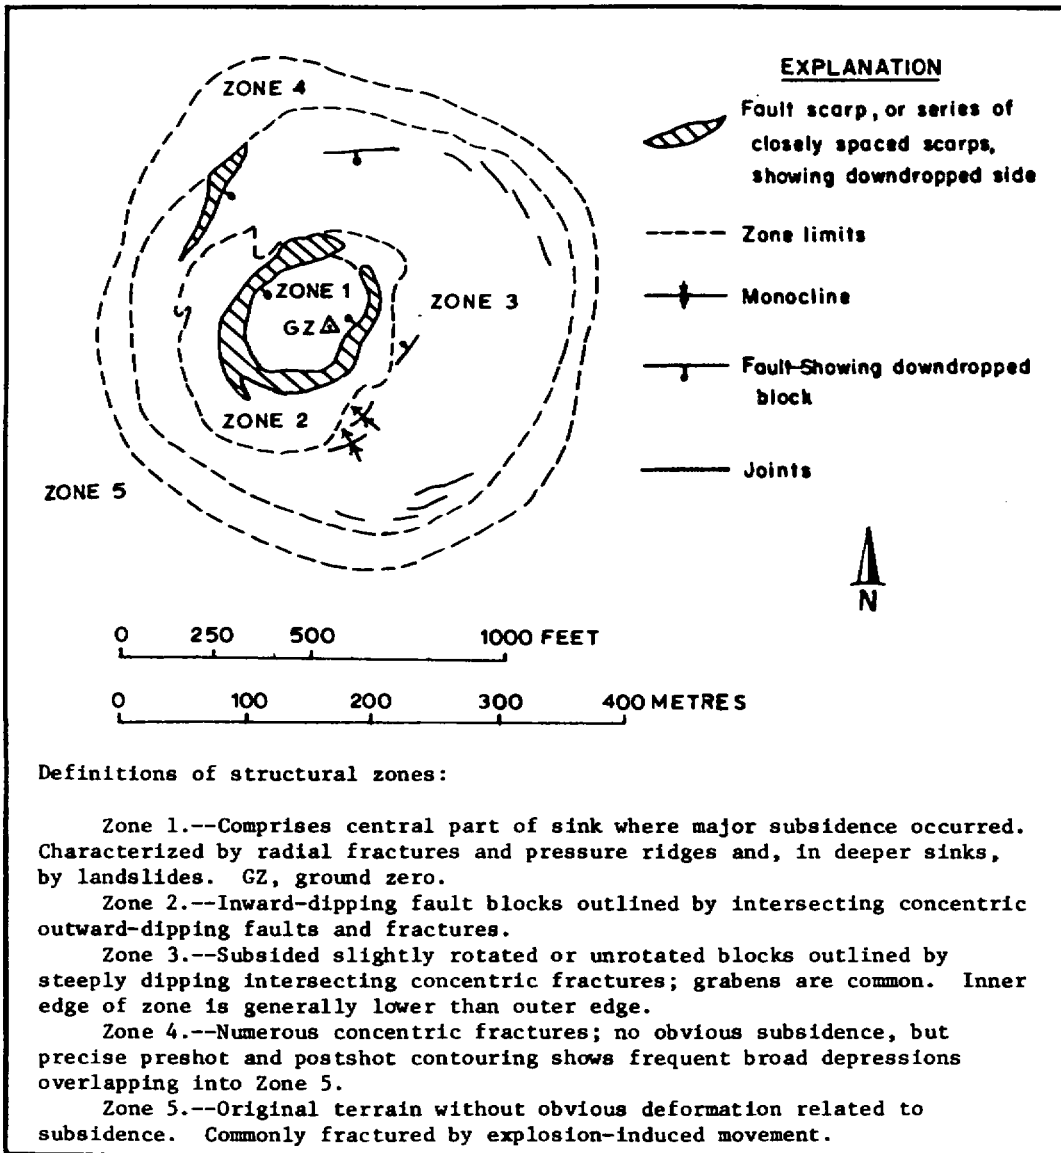 ZONE 4
ZONE 1
GZ
ZONE 3
ZONE 2
ZONE 5
EXPLANATION
Fault scarp, or series of
closely spaced scarps,
showing downdropped side
Zone limits
Monocline
Fault-Showing downdropped
block
Joints
N
0 250 500 1000 FEET
0 100 200 300 400 METRES
Definitions of structural zones:
Zone 1.--Comprises central part of sink where major subsidence occurred.
Characterized by radial fractures and pressure ridges and, in deeper sinks,
by landslides. GZ, ground zero.
Zone 2.--Inward-dipping fault blocks outlined by intersecting concentric
outward-dipping faults and fractures.
Zone 3.--Subsided slightly rotated or unrotated blocks outlined by
steeply dipping intersecting concentric fractures; grabens are common. Inner
edge of zone is generally lower than outer edge.
Zone 4.--Numerous concentric fractures; no obvious subsidence, but
precise preshot and postshot contouring shows frequent broad depressions
overlapping into Zone 5.
Zone 5.--Original terrain without obvious deformation related to
subsidence. Commonly fractured by explosion-induced movement.